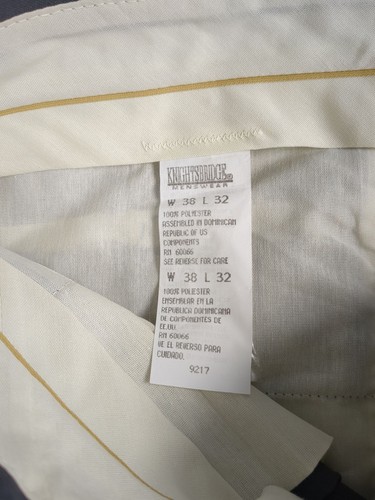 KNIGHTSBRIDGE
MENSWEAR
W 38 L 32
100% POLYESTER
ASSEMBLED IN DOMINICAN
REPUBLIC OF US
COMPONENTS
RN 60066
SEE REVERSE FOR CARE
W 38 L 32
100% POLIESTER
ENSEMBLAR EN LA
REPUBLICA DOMINICANA
DE COMPONENTES DE
EE.UU.
RN 60066
VE EL REVERSO PARA
CUIDADO.
9217